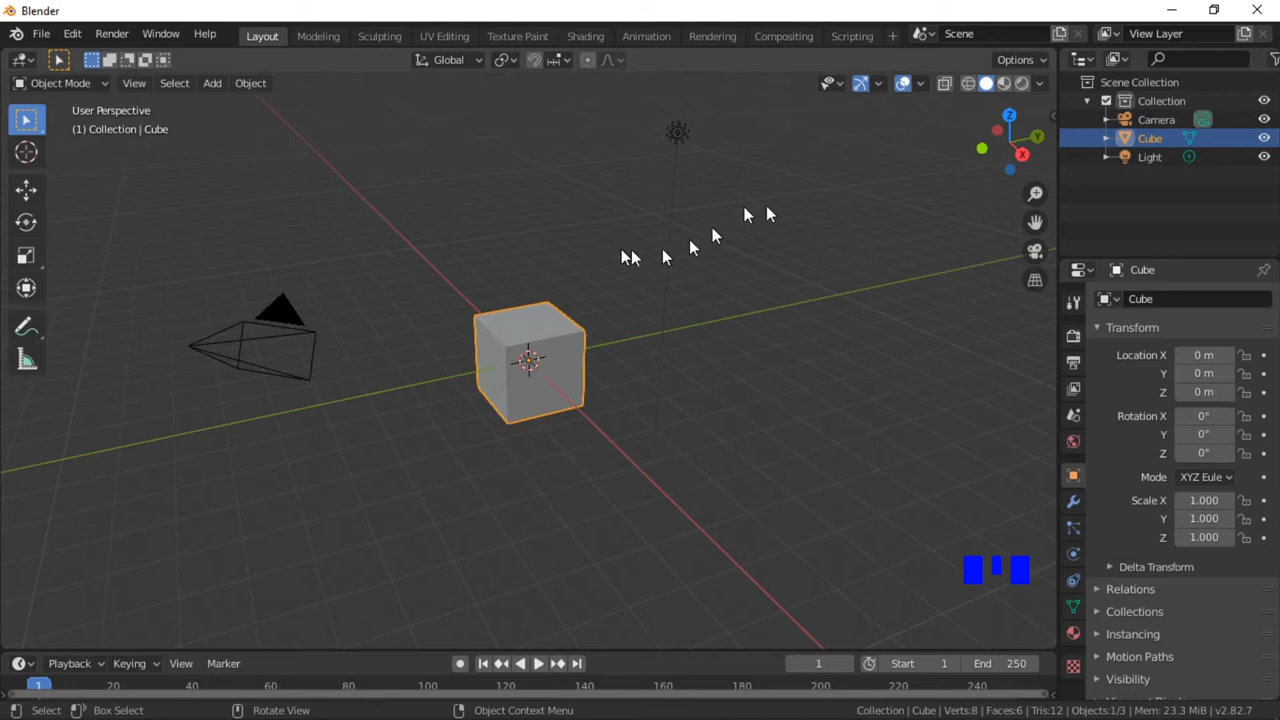 Blender
File Edit Render Window Help Layout Modeling Sculpting UV Editing Texture Paint Shading Animation Rendering Compositing Scripting + Scene View Layer
Global Options
Object Mode View Select Add Object
User Perspective
(1) Collection | Cube
Z
Y
X
Scene Collection
Collection
Camera
Cube
Light
Cube
Cube
Transform
Location X 0 m
Y 0 m
Z 0 m
Rotation X 0°
Y 0°
Z 0°
Mode XYZ Eule
Scale X 1.000
Y 1.000
Z 1.000
Delta Transform
Relations
Collections
Instancing
Motion Paths
Visibility
Playback Keying View Marker 1 Start 1 End 250
1 20 40 60 80 100 120 140 160 180 200 220 240
Select Box Select Rotate View Object Context Menu Collection | Cube | Verts:8 | Faces:6 | Tris:12 | Objects:1/3 | Mem: 23.3 MiB | v2.82.7